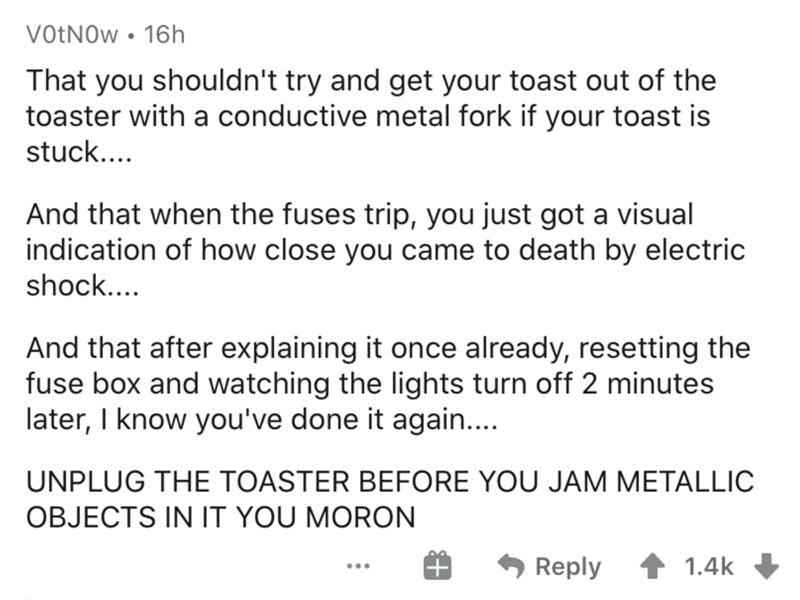 V0tN0w • 16h
That you shouldn't try and get your toast out of the
toaster with a conductive metal fork if your toast is
stuck....
And that when the fuses trip, you just got a visual
indication of how close you came to death by electric
shock....
And that after explaining it once already, resetting the
fuse box and watching the lights turn off 2 minutes
later, I know you've done it again....
UNPLUG THE TOASTER BEFORE YOU JAM METALLIC
OBJECTS IN IT YOU MORON
... Reply 1.4k